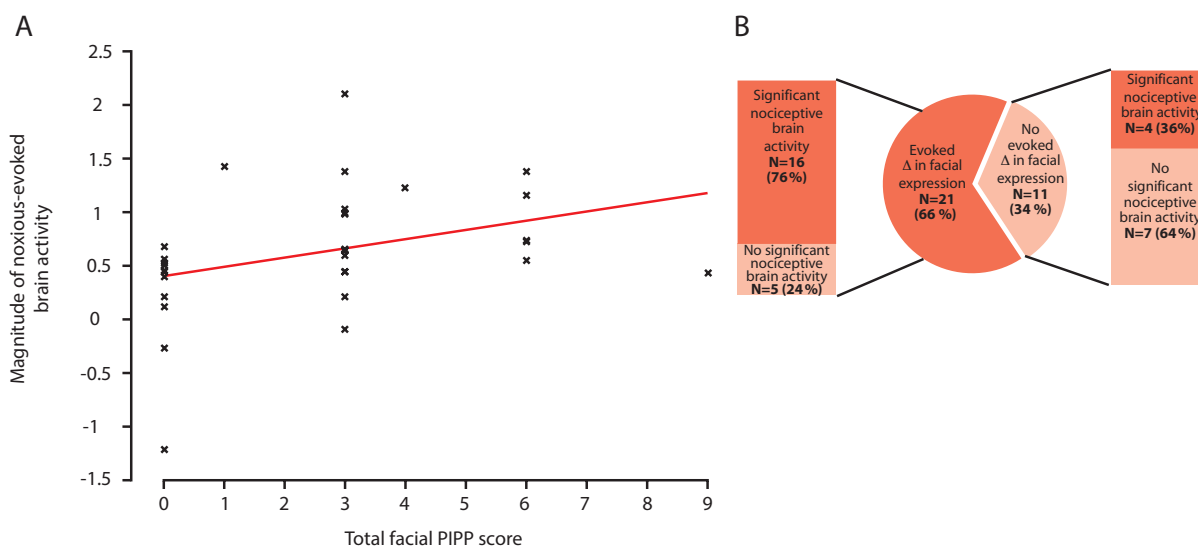 A
Magnitude of noxious-evoked
brain activity
2.5
2
1.5
1
0.5
0
-0.5
-1
-1.5
0 1 2 3 4 5 6 7 8 9
Total facial PIPP score
B
Significant
nociceptive
brain
activity
N=16
(76 %)
No significant
nociceptive
brain activity
N=5 (24 %)
Evoked
Δ in facial
expression
N=21
(66 %)
No
evoked
Δ in facial
expression
N=11
(34 %)
Significant
nociceptive
brain activity
N=4 (36%)
No
significant
nociceptive
brain activity
N=7 (64%)